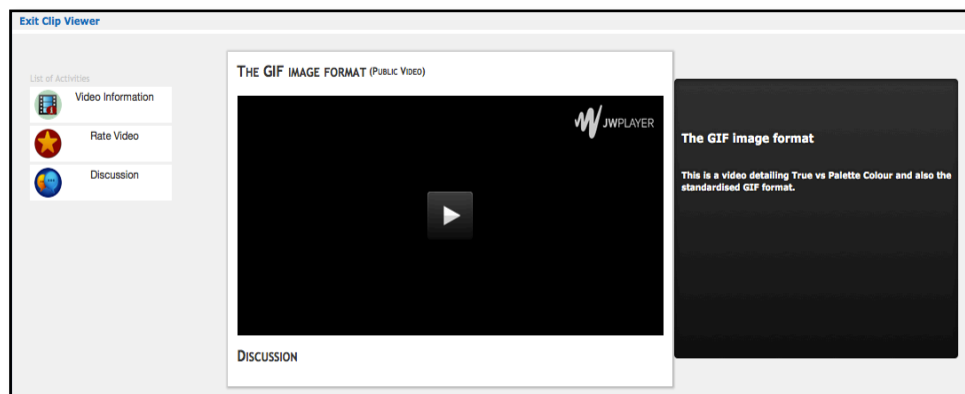 Exit Clip Viewer
List of Activities
Video Information
Rate Video
Discussion
THE GIF IMAGE FORMAT (PUBLIC VIDEO)
JWPLAYER
DISCUSSION
The GIF image format
This is a video detailing True vs Palette Colour and also the
standardised GIF format.